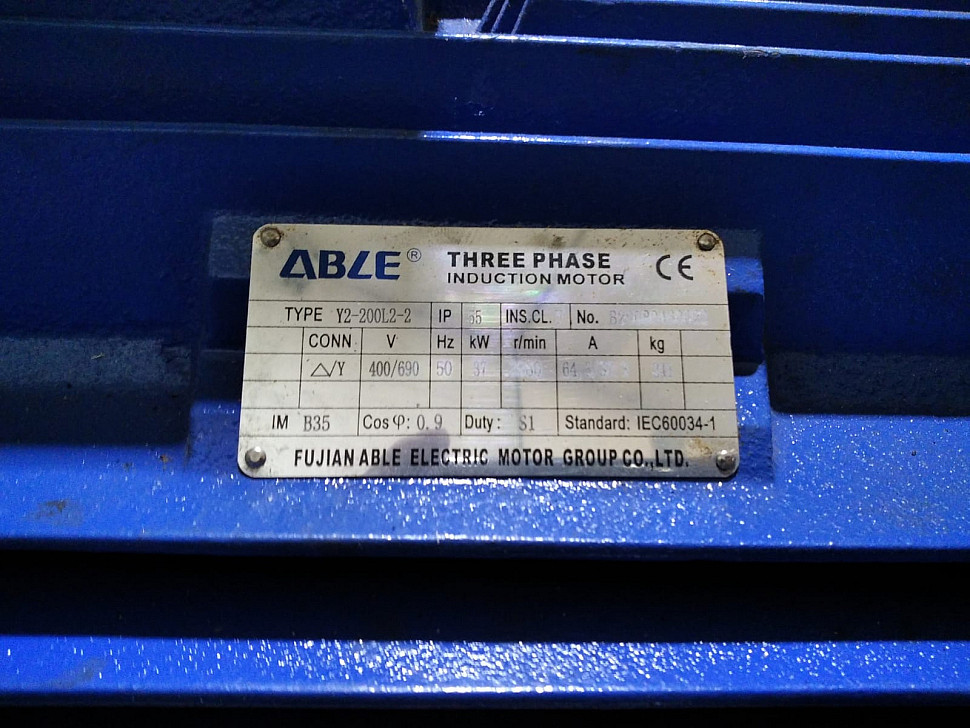 ABLE® THREE PHASE
INDUCTION MOTOR
CE
TYPE Y2-200L2-2 IP 55 INS.CL. No.
CONN V Hz kW r/min A kg
△/Y 400/690 50 37 64
IM B35 Cosφ: 0.9 Duty: S1 Standard: IEC60034-1
FUJIAN ABLE ELECTRIC MOTOR GROUP CO.,LTD.